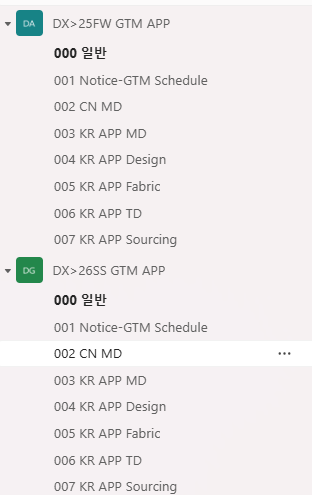 DA DX>25FW GTM APP
000 일반
001 Notice-GTM Schedule
002 CN MD
003 KR APP MD
004 KR APP Design
005 KR APP Fabric
006 KR APP TD
007 KR APP Sourcing
DG DX>26SS GTM APP
000 일반
001 Notice-GTM Schedule
002 CN MD
003 KR APP MD
004 KR APP Design
005 KR APP Fabric
006 KR APP TD
007 KR APP Sourcing